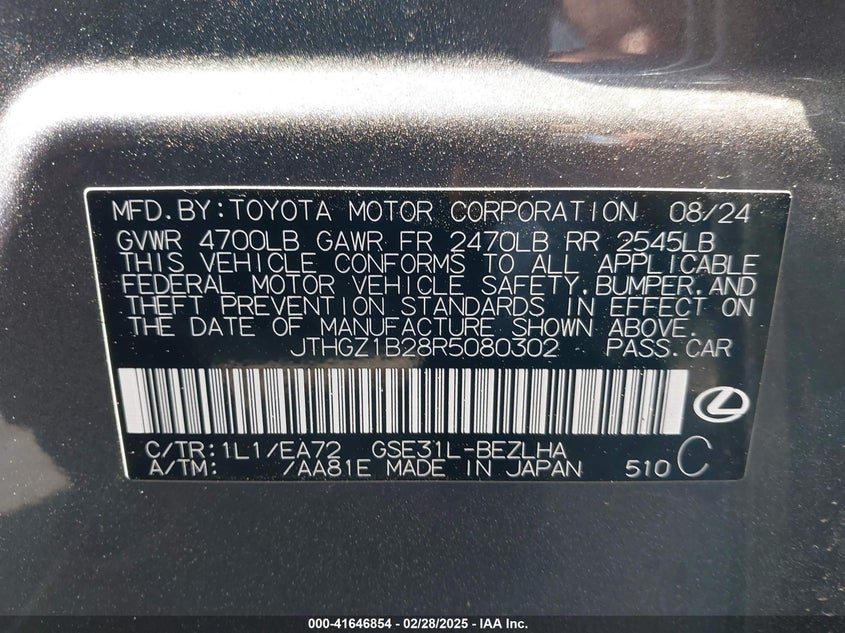 MFD.BY:TOYOTA MOTOR CORPORATION 08/24
GVWR 4700LB GAWR FR 2470LB RR 2545LB
THIS VEHICLE CONFORMS TO ALL APPLICABLE
FEDERAL MOTOR VEHICLE SAFETY,BUMPER,AND
THEFT PREVENTION STANDARDS IN EFFECT ON
THE DATE OF MANUFACTURE SHOWN ABOVE.
JTHGZ1B28R5080302 PASS.CAR
C/TR:1L1/EA72 GSE31L-BEZLHA
A/TM: /AA81E MADE IN JAPAN 510 C
000-41646854 - 02/28/2025 - IAA Inc.